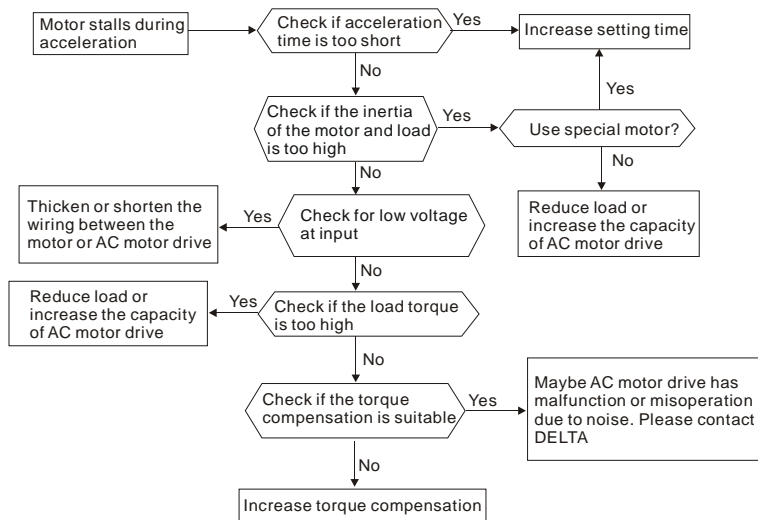 Motor stalls during
acceleration
Check if acceleration
time is too short
Yes
Increase setting time
No
Yes
Check if the inertia
of the motor and load
is too high
Yes
Use special motor?
No
No
Thicken or shorten the
wiring between the
motor or AC motor drive
Yes
Check for low voltage
at input
Reduce load or
increase the capacity
of AC motor drive
No
Reduce load or
increase the capacity
of AC motor drive
Yes
Check if the load torque
is too high
No
Check if the torque
compensation is suitable
Yes
Maybe AC motor drive has
malfunction or misoperation
due to noise. Please contact
DELTA
No
Increase torque compensation